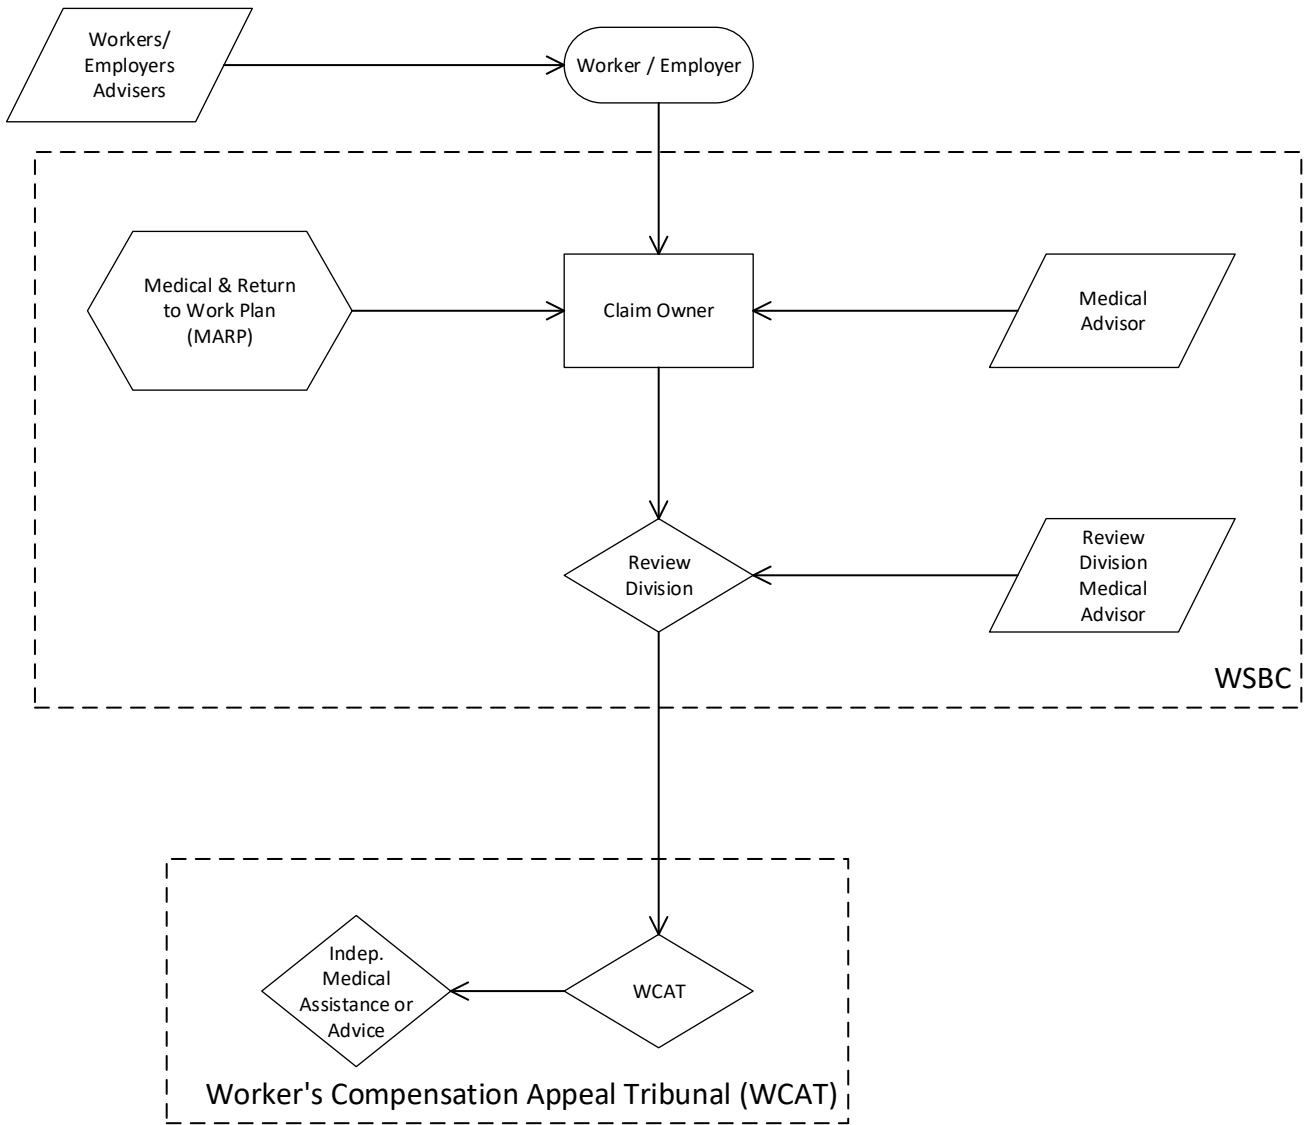 Workers/
Employers
Advisers
Worker / Employer
Medical & Return
to Work Plan
(MARP)
Claim Owner
Medical
Advisor
Review
Division
Review
Division
Medical
Advisor
WSBC
Indep.
Medical
Assistance or
Advice
WCAT
Worker's Compensation Appeal Tribunal (WCAT)